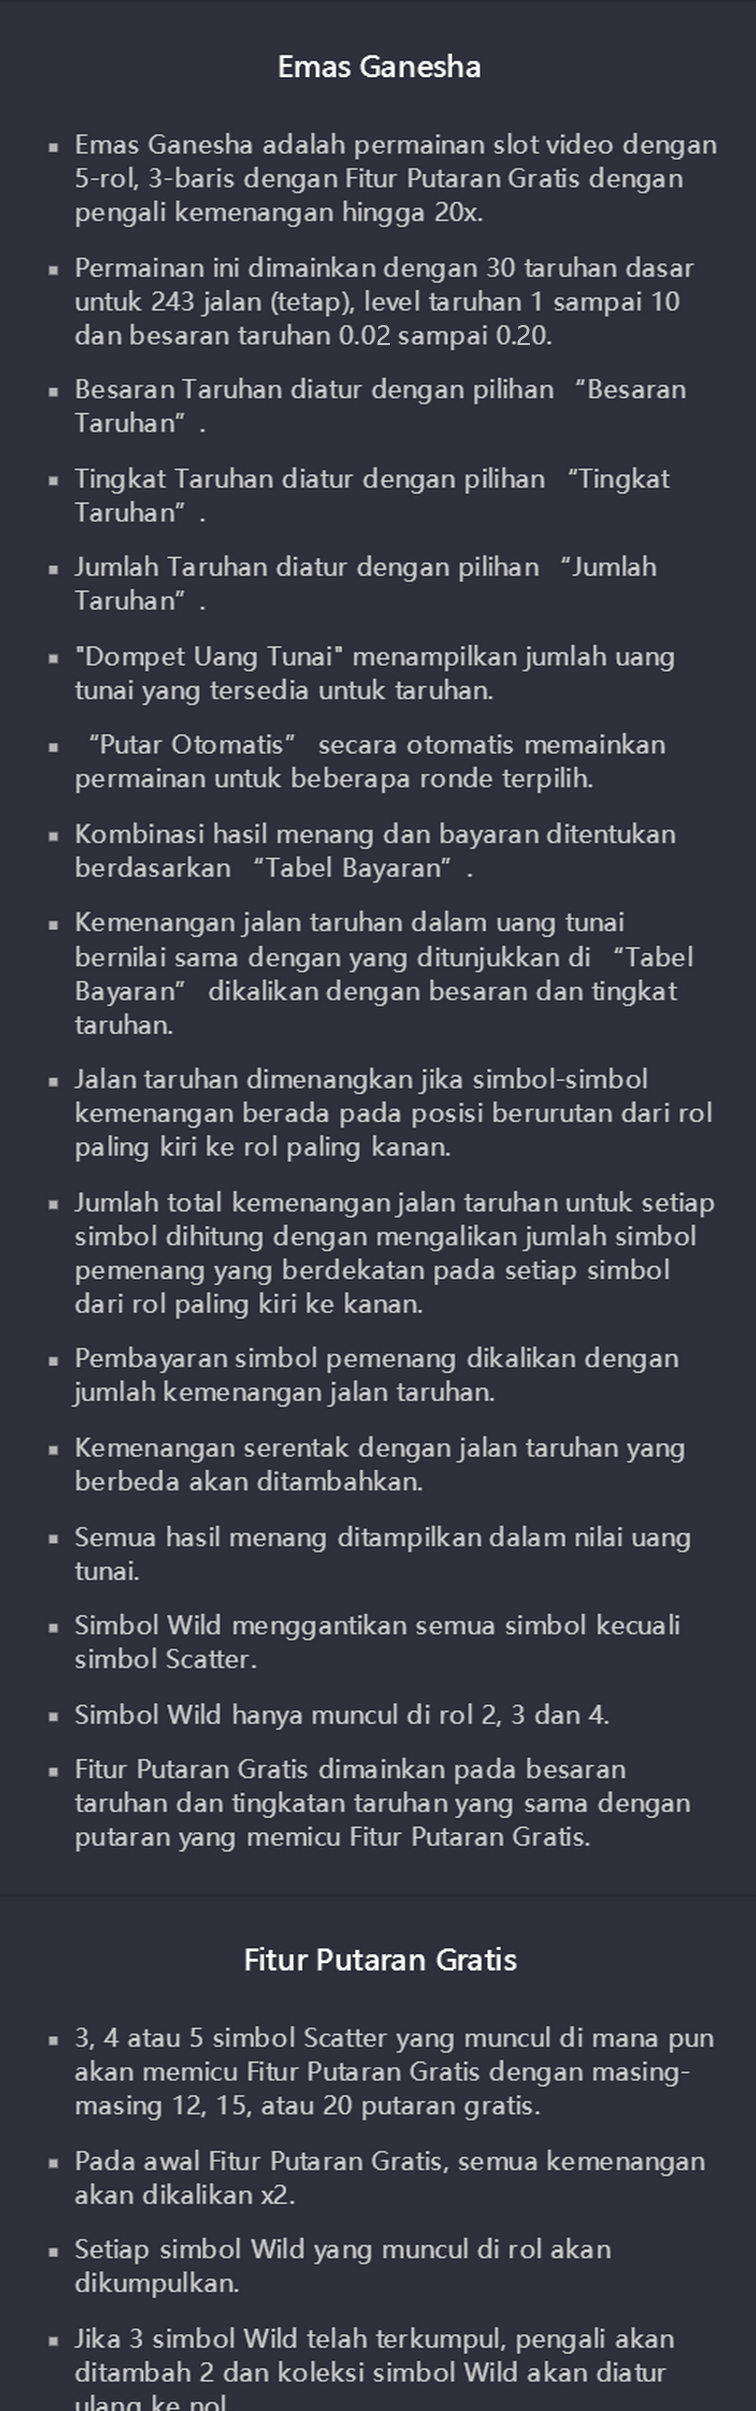 Emas Ganesha
▪ Emas Ganesha adalah permainan slot video dengan
5-rol, 3-baris dengan Fitur Putaran Gratis dengan
pengali kemenangan hingga 20x.
▪ Permainan ini dimainkan dengan 30 taruhan dasar
untuk 243 jalan (tetap), level taruhan 1 sampai 10
dan besaran taruhan 0.02 sampai 0.20.
▪ Besaran Taruhan diatur dengan pilihan “Besaran
Taruhan” .
▪ Tingkat Taruhan diatur dengan pilihan “Tingkat
Taruhan” .
▪ Jumlah Taruhan diatur dengan pilihan “Jumlah
Taruhan” .
▪ "Dompet Uang Tunai" menampilkan jumlah uang
tunai yang tersedia untuk taruhan.
▪ “Putar Otomatis” secara otomatis memainkan
permainan untuk beberapa ronde terpilih.
▪ Kombinasi hasil menang dan bayaran ditentukan
berdasarkan “Tabel Bayaran” .
▪ Kemenangan jalan taruhan dalam uang tunai
bernilai sama dengan yang ditunjukkan di “Tabel
Bayaran” dikalikan dengan besaran dan tingkat
taruhan.
▪ Jalan taruhan dimenangkan jika simbol-simbol
kemenangan berada pada posisi berurutan dari rol
paling kiri ke rol paling kanan.
▪ Jumlah total kemenangan jalan taruhan untuk setiap
simbol dihitung dengan mengalikan jumlah simbol
pemenang yang berdekatan pada setiap simbol
dari rol paling kiri ke kanan.
▪ Pembayaran simbol pemenang dikalikan dengan
jumlah kemenangan jalan taruhan.
▪ Kemenangan serentak dengan jalan taruhan yang
berbeda akan ditambahkan.
▪ Semua hasil menang ditampilkan dalam nilai uang
tunai.
▪ Simbol Wild menggantikan semua simbol kecuali
simbol Scatter.
▪ Simbol Wild hanya muncul di rol 2, 3 dan 4.
▪ Fitur Putaran Gratis dimainkan pada besaran
taruhan dan tingkatan taruhan yang sama dengan
putaran yang memicu Fitur Putaran Gratis.
Fitur Putaran Gratis
▪ 3, 4 atau 5 simbol Scatter yang muncul di mana pun
akan memicu Fitur Putaran Gratis dengan masing-
masing 12, 15, atau 20 putaran gratis.
▪ Pada awal Fitur Putaran Gratis, semua kemenangan
akan dikalikan x2.
▪ Setiap simbol Wild yang muncul di rol akan
dikumpulkan.
▪ Jika 3 simbol Wild telah terkumpul, pengali akan
ditambah 2 dan koleksi simbol Wild akan diatur
ulang ke nol